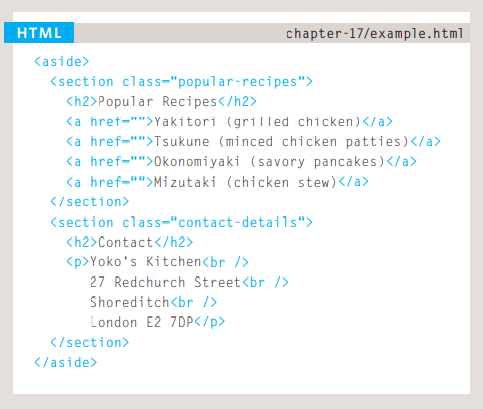 HTML chapter-17/example.html
<aside>
  <section class="popular-recipes">
    <h2>Popular Recipes</h2>
    <a href="">Yakitori (grilled chicken)</a>
    <a href="">Tsukune (minced chicken patties)</a>
    <a href="">Okonomiyaki (savory pancakes)</a>
    <a href="">Mizutaki (chicken stew)</a>
  </section>
  <section class="contact-details">
    <h2>Contact</h2>
    <p>Yoko's Kitchen<br />
       27 Redchurch Street<br />
       Shoreditch<br />
       London E2 7DP</p>
  </section>
</aside>